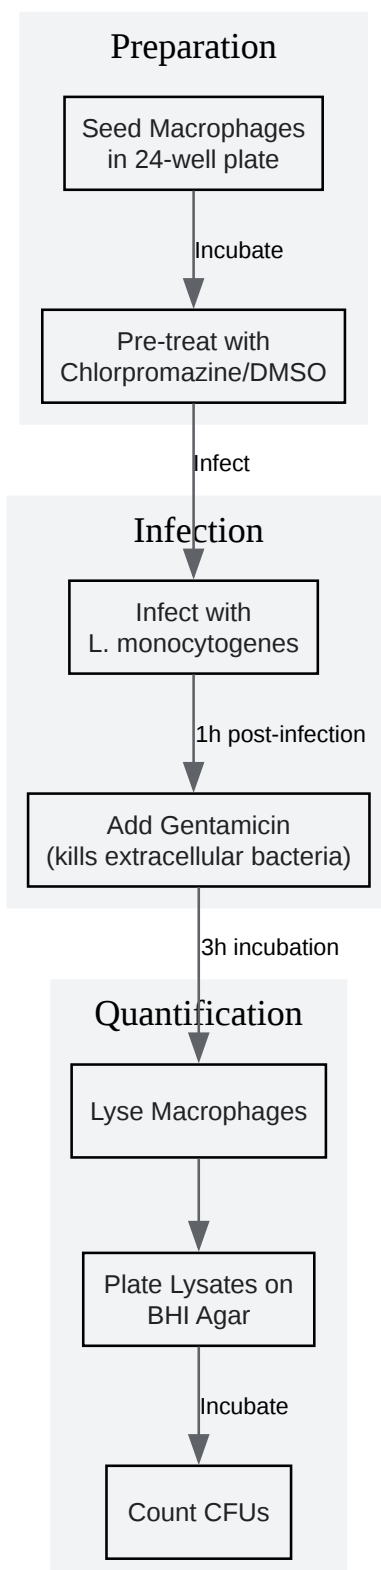 Preparation
Seed Macrophages
in 24-well plate
Incubate
Pre-treat with
Chlorpromazine/DMSO
Infect
Infection
Infect with
L. monocytogenes
1h post-infection
Add Gentamicin
(kills extracellular bacteria)
3h incubation
Quantification
Lyse Macrophages
Plate Lysates on
BHI Agar
Incubate
Count CFUs